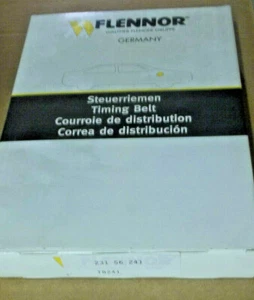 FLENNOR
GERMANY
Steuerriemen
Timing Belt
Courroie de distribution
Correa de distribución